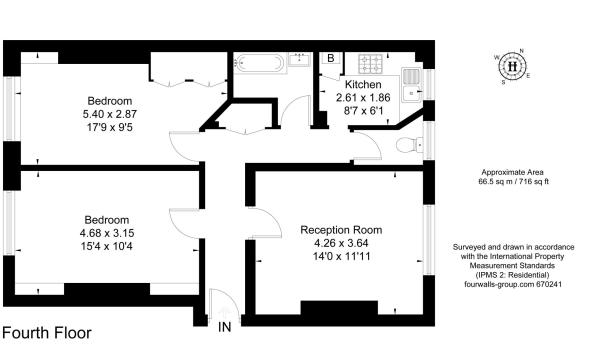 B
Kitchen
2.61 x 1.86
8'7 x 6'1
Bedroom
5.40 x 2.87
17'9 x 9'5
Bedroom
4.68 x 3.15
15'4 x 10'4
Reception Room
4.26 x 3.64
14'0 x 11'11
IN
Fourth Floor
N
W
E
S
H
Approximate Area
66.5 sq m / 716 sq ft
Surveyed and drawn in accordance
with the International Property
Measurement Standards
(IPMS 2: Residential)
fourwalls-group.com 670241